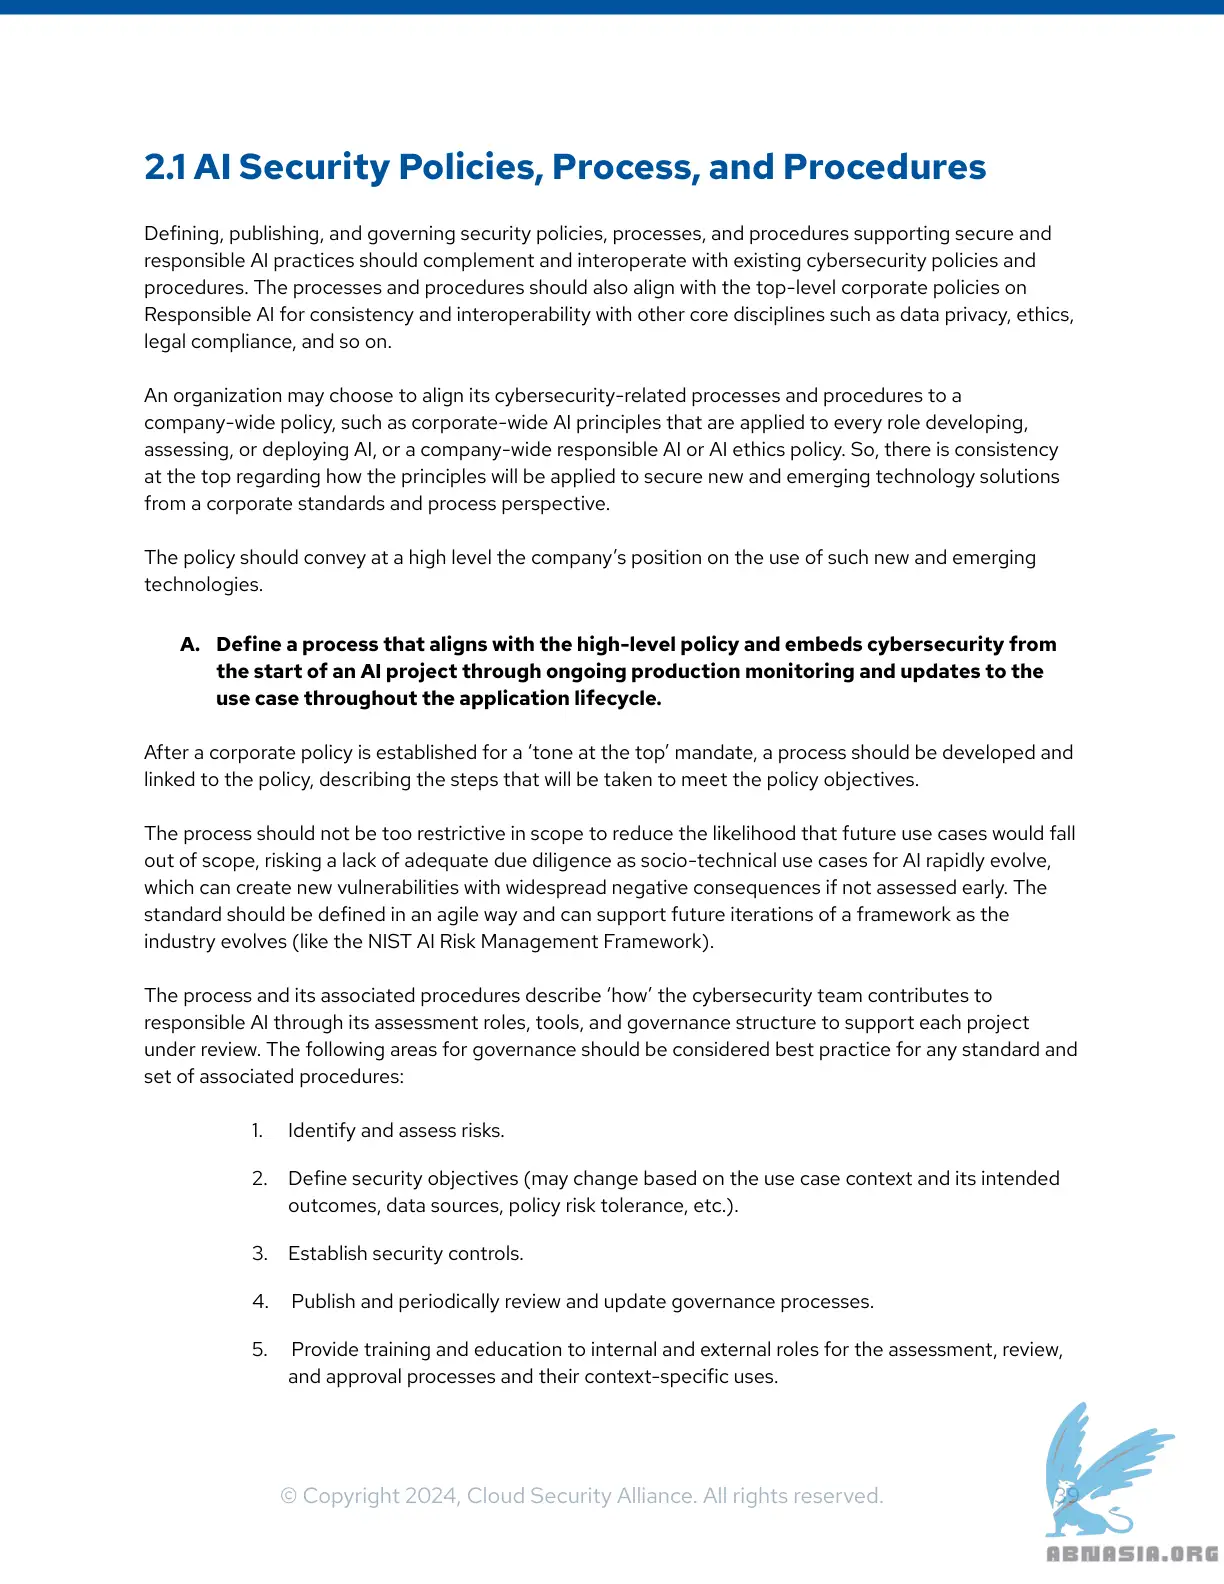 2.1 AI Security Policies, Process, and Procedures
Defining, publishing, and governing security policies, processes, and procedures supporting secure and
responsible AI practices should complement and interoperate with existing cybersecurity policies and
procedures. The processes and procedures should also align with the top-level corporate policies on
Responsible AI for consistency and interoperability with other core disciplines such as data privacy, ethics,
legal compliance, and so on.
An organization may choose to align its cybersecurity-related processes and procedures to a
company-wide policy, such as corporate-wide AI principles that are applied to every role developing,
assessing, or deploying AI, or a company-wide responsible AI or AI ethics policy. So, there is consistency
at the top regarding how the principles will be applied to secure new and emerging technology solutions
from a corporate standards and process perspective.
The policy should convey at a high level the company’s position on the use of such new and emerging
technologies.
A. Define a process that aligns with the high-level policy and embeds cybersecurity from
the start of an AI project through ongoing production monitoring and updates to the
use case throughout the application lifecycle.
After a corporate policy is established for a ‘tone at the top’ mandate, a process should be developed and
linked to the policy, describing the steps that will be taken to meet the policy objectives.
The process should not be too restrictive in scope to reduce the likelihood that future use cases would fall
out of scope, risking a lack of adequate due diligence as socio-technical use cases for AI rapidly evolve,
which can create new vulnerabilities with widespread negative consequences if not assessed early. The
standard should be defined in an agile way and can support future iterations of a framework as the
industry evolves (like the NIST AI Risk Management Framework).
The process and its associated procedures describe ‘how’ the cybersecurity team contributes to
responsible AI through its assessment roles, tools, and governance structure to support each project
under review. The following areas for governance should be considered best practice for any standard and
set of associated procedures:
1. Identify and assess risks.
2. Define security objectives (may change based on the use case context and its intended
outcomes, data sources, policy risk tolerance, etc.).
3. Establish security controls.
4. Publish and periodically review and update governance processes.
5. Provide training and education to internal and external roles for the assessment, review,
and approval processes and their context-specific uses.
© Copyright 2024, Cloud Security Alliance. All rights reserved.
39
ABNASIA.ORG